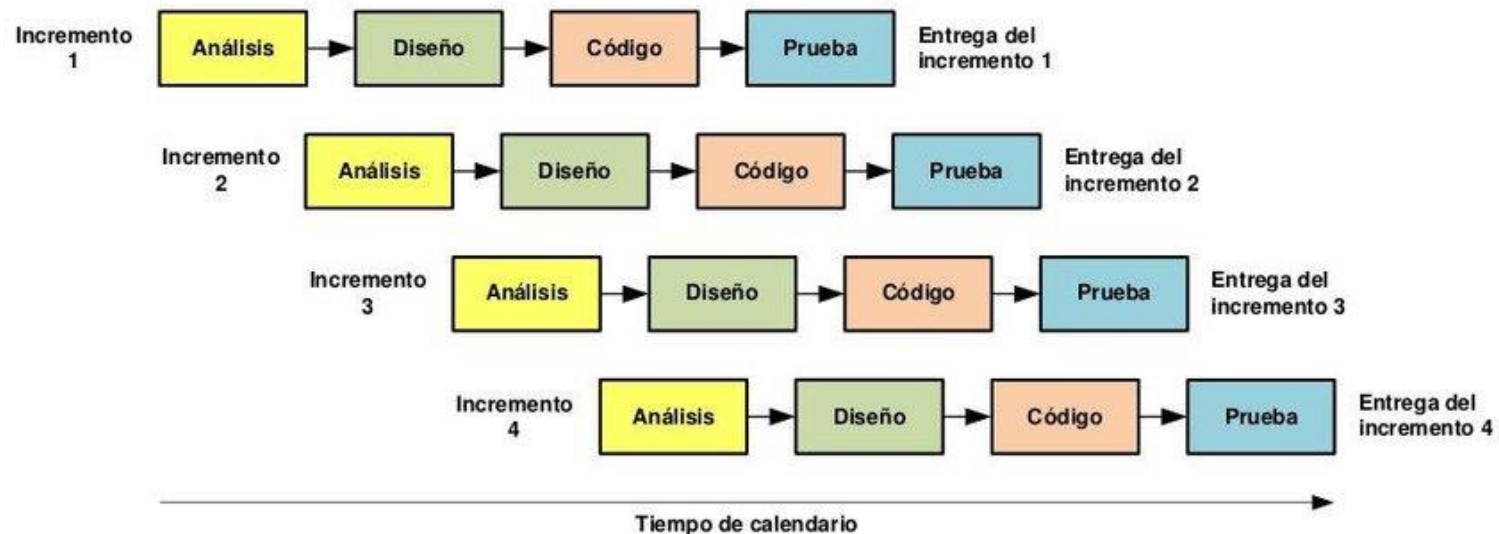 Incremento
1
Análisis
Diseño
Código
Prueba
Entrega del
incremento 1
Incremento
2
Análisis
Diseño
Código
Prueba
Entrega del
incremento 2
Incremento
3
Análisis
Diseño
Código
Prueba
Entrega del
incremento 3
Incremento
4
Análisis
Diseño
Código
Prueba
Entrega del
incremento 4
Tiempo de calendario